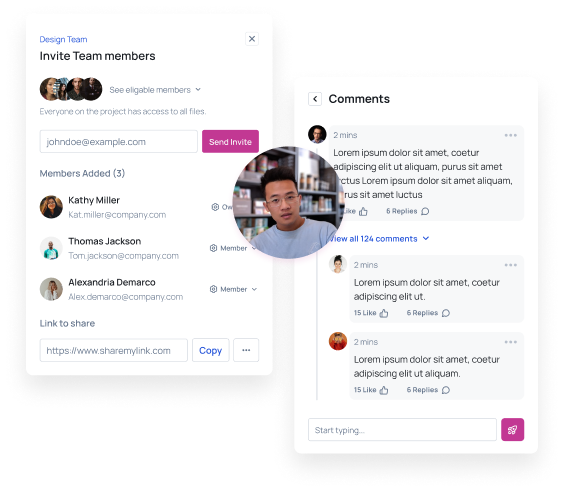 Design Team
Invite Team members
See eligable members
Everyone on the project has access to all files:
johndoe@example.com
Send Invite
Members Added (3)
Kathy Miller
Kat.miller@company.com
Thomas Jackson
Tom.jackson@company.com
Member
Alexandria Demarco
Alex.demarco@company.com
Member
Link to share
https://www.sharemylink.com
Copy
Comments
2 mins
Lorem ipsum dolor sit amet, coetur
adipiscing elit ut aliquam, purus sit amet
Lorem ipsum dolor sit amet aliquam,
sit amet luctus
Like
6 Replies
View all 124 comments
2 mins
Lorem ipsum dolor sit amet, coetur
adipiscing elit ut.
15 Like
6 Replies
2 mins
Lorem ipsum dolor sit amet, coetur
adipiscing elit ut aliquam.
15 Like
6 Replies
Start typing...